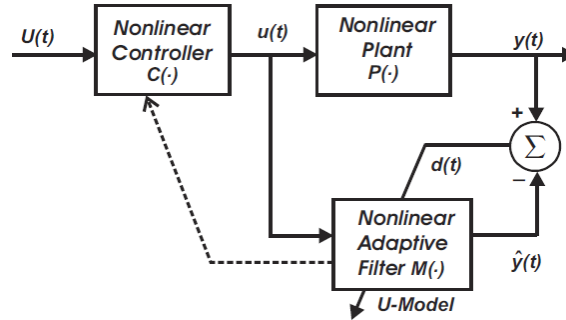 U(t)
Nonlinear
Controller
C(·)
u(t)
Nonlinear
Plant
P(·)
y(t)
+
Σ
−
d(t)
Nonlinear
Adaptive
Filter M(·)
ŷ(t)
U-Model